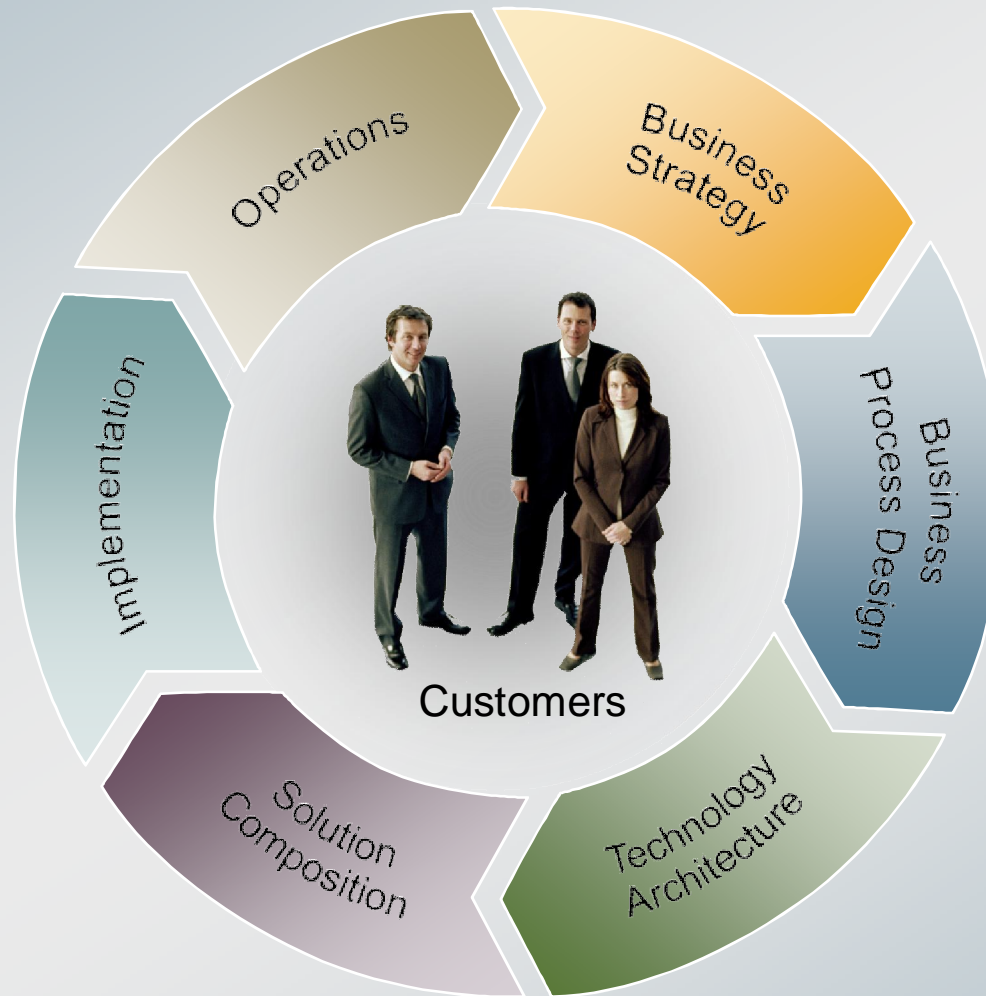 Operations
Business
Strategy
Business
Process Design
Technology
Architecture
Solution
Composition
Implementation
Customers